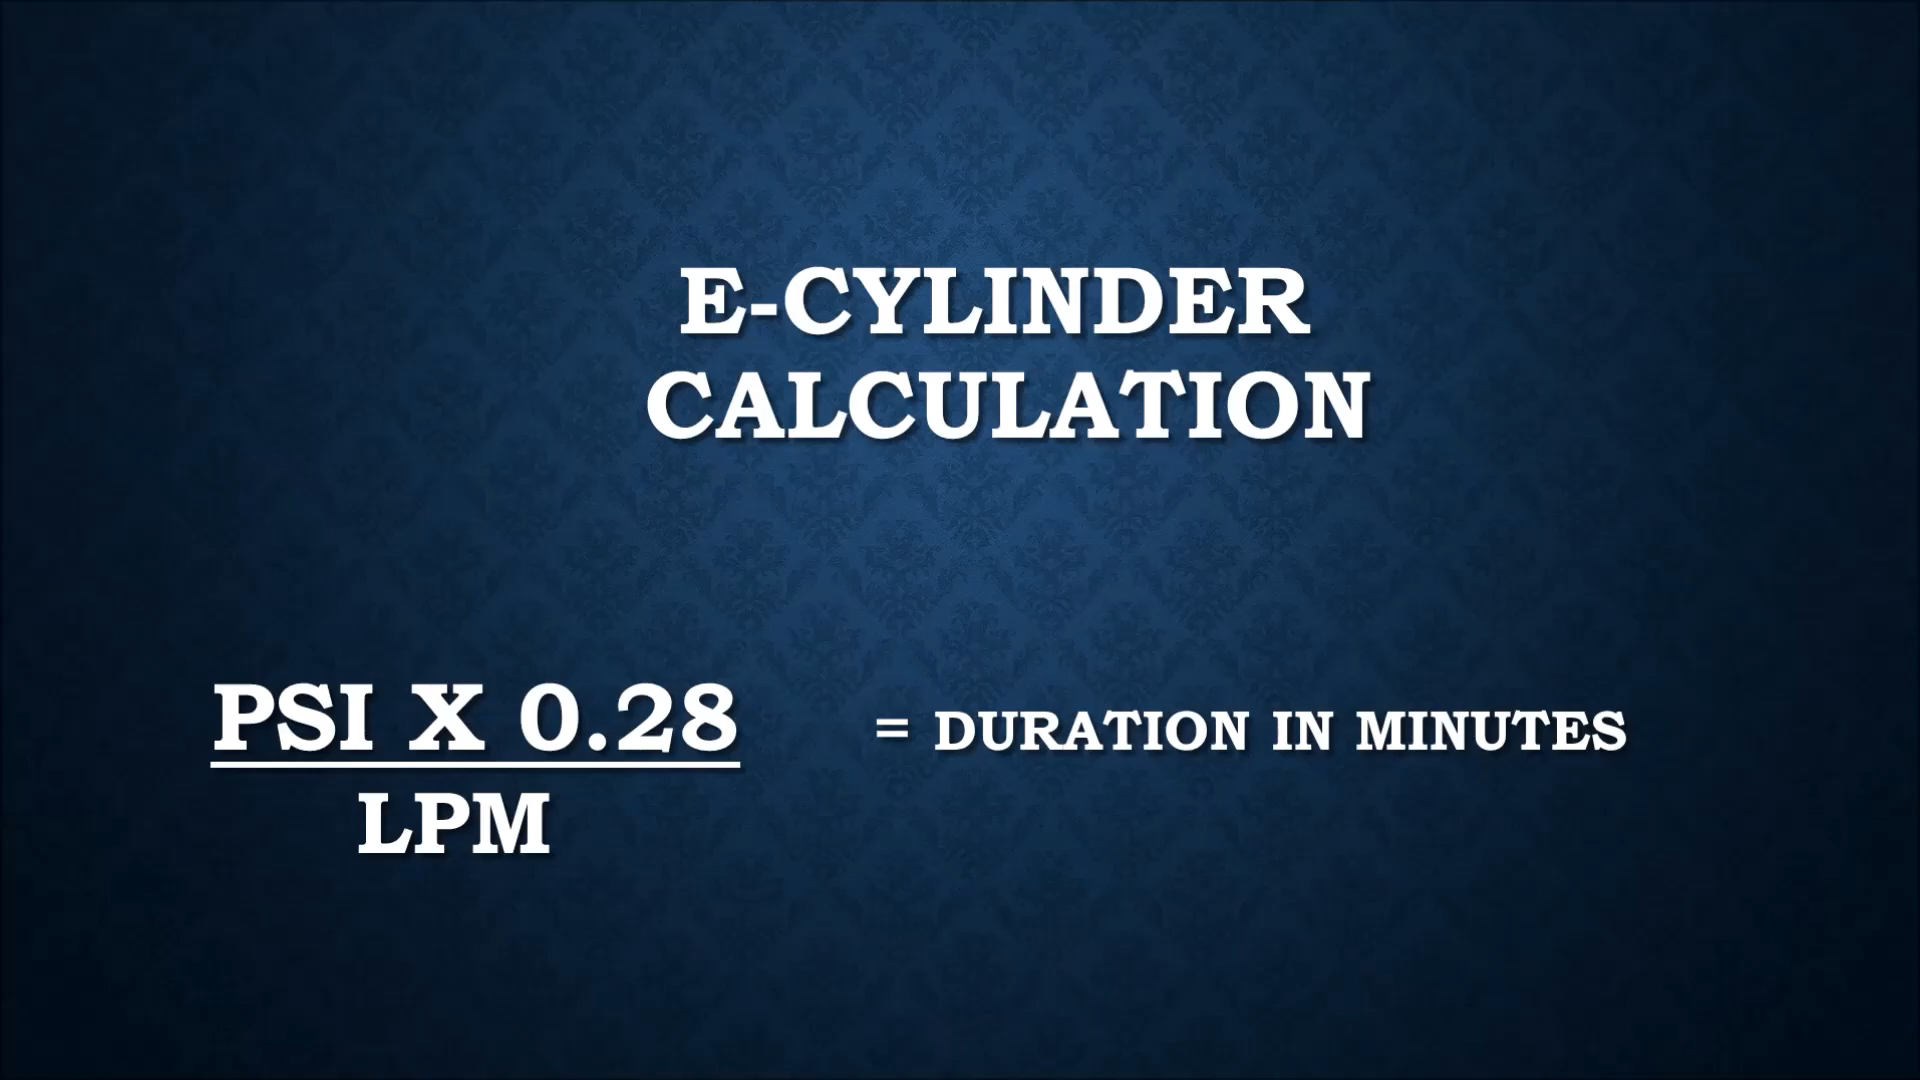 E-CYLINDER
CALCULATION
PSI X 0.28
= DURATION IN MINUTES
LPM